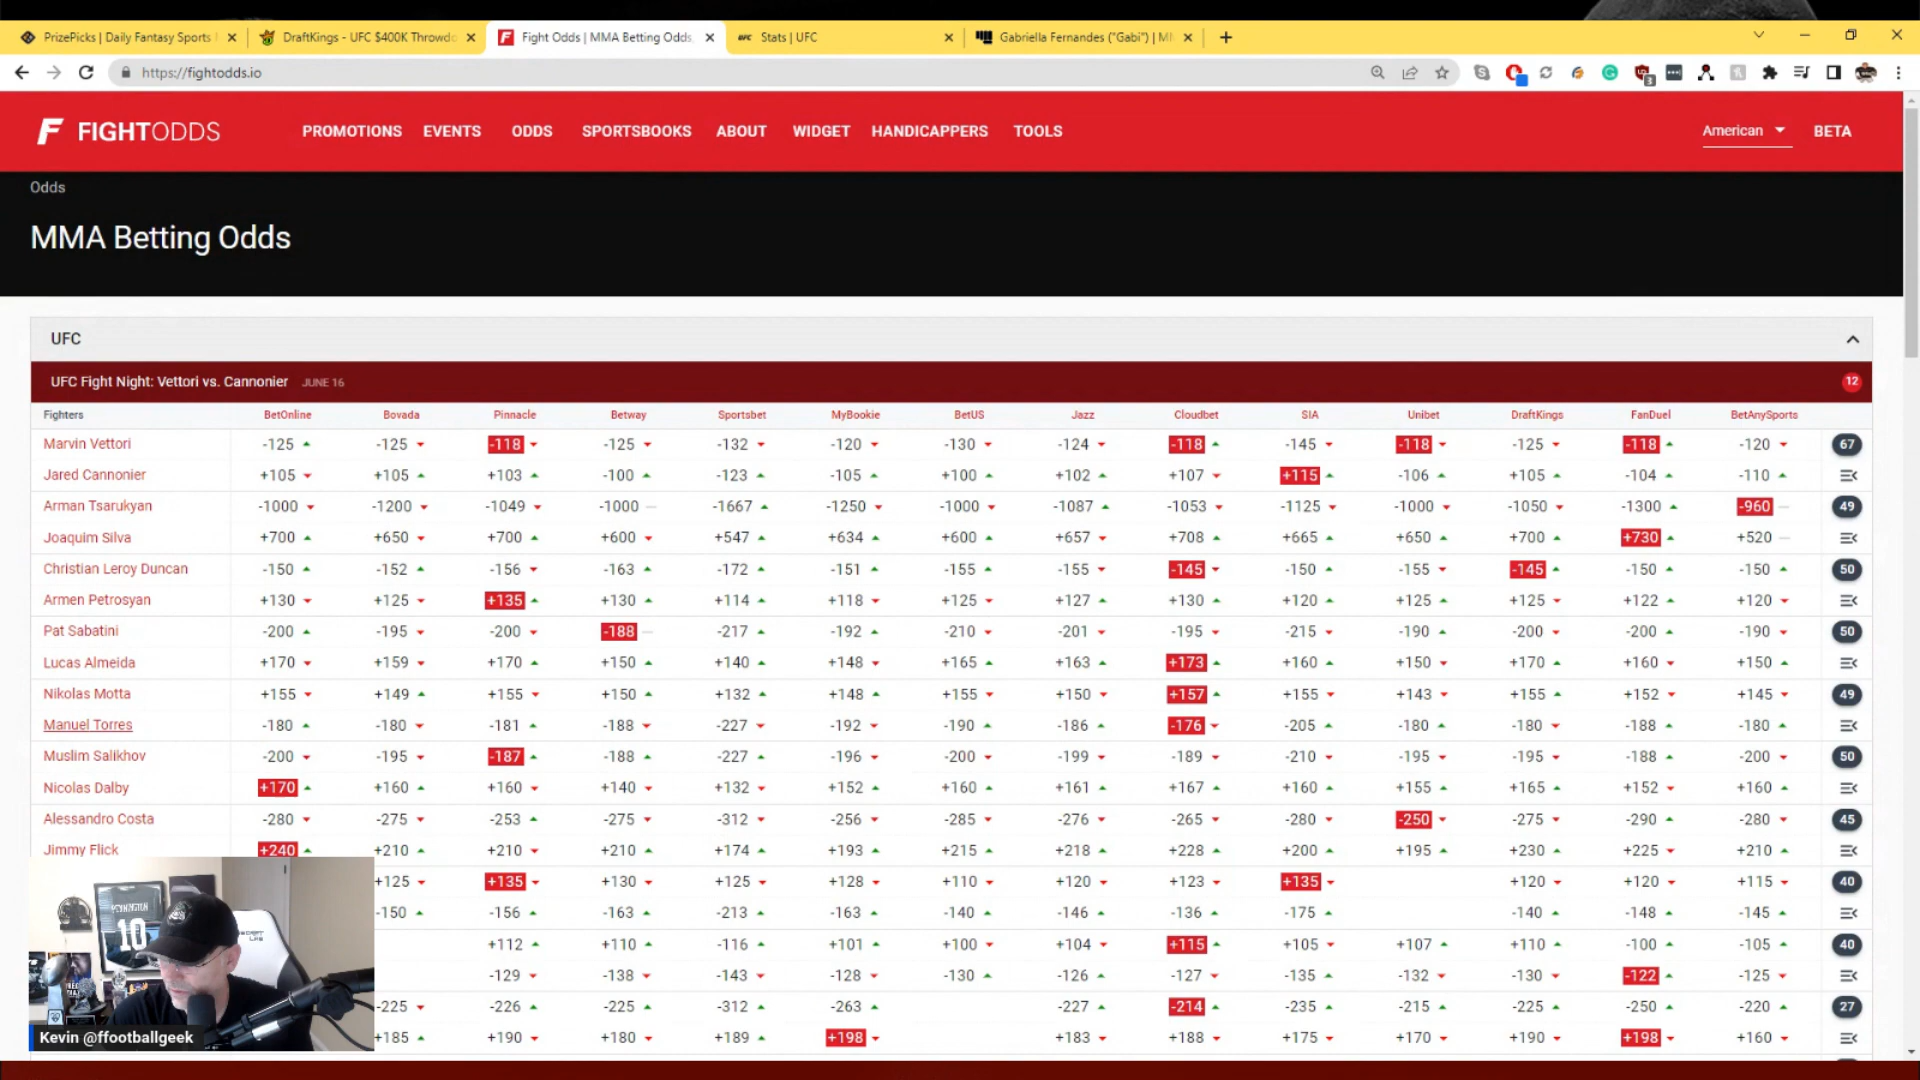 PrizePicks | Daily Fantasy Sports
DraftKings - UFC $400K Throwdo
Fight Odds | MMA Betting Odds,
Stats | UFC
Gabriella Fernandes ("Gabi") | M
https://fightodds.io
FIGHTODDS
PROMOTIONS EVENTS ODDS SPORTSBOOKS ABOUT WIDGET HANDICAPPERS TOOLS American BETA
Odds
MMA Betting Odds
UFC
UFC Fight Night: Vettori vs. Cannonier JUNE 16 12
Fighters BetOnline Bovada Pinnacle Betway Sportsbet MyBookie BetUS Jazz Cloudbet SIA Unibet DraftKings FanDuel BetAnySports
Marvin Vettori -125 -125 -118 -125 -132 -120 -130 -124 -118 -145 -118 -125 -118 -120 67
Jared Cannonier +105 +105 +103 -100 -123 -105 +100 +102 +107 +115 -106 +105 -104 -110
Arman Tsarukyan -1000 -1200 -1049 -1000 -1667 -1250 -1000 -1087 -1053 -1125 -1000 -1050 -1300 -960 49
Joaquim Silva +700 +650 +700 +600 +547 +634 +600 +657 +708 +665 +650 +700 +730 +520
Christian Leroy Duncan -150 -152 -156 -163 -172 -151 -155 -155 -145 -150 -155 -145 -150 -150 50
Armen Petrosyan +130 +125 +135 +130 +114 +118 +125 +127 +130 +120 +125 +125 +122 +120
Pat Sabatini -200 -195 -200 -188 -217 -192 -210 -201 -195 -215 -190 -200 -200 -190 50
Lucas Almeida +170 +159 +170 +150 +140 +148 +165 +163 +173 +160 +150 +170 +160 +150
Nikolas Motta +155 +149 +155 +150 +132 +148 +155 +150 +157 +155 +143 +155 +152 +145 49
Manuel Torres -180 -180 -181 -188 -227 -192 -190 -186 -176 -205 -180 -180 -188 -180
Muslim Salikhov -200 -195 -187 -188 -227 -196 -200 -199 -189 -210 -195 -195 -188 -200 50
Nicolas Dalby +170 +160 +160 +140 +132 +152 +160 +161 +167 +160 +155 +165 +152 +160
Alessandro Costa -280 -275 -253 -275 -312 -256 -285 -276 -265 -280 -250 -275 -290 -280 45
Jimmy Flick +240 +210 +210 +210 +174 +193 +215 +218 +228 +200 +195 +230 +225 +210
+125 +135 +130 +125 +128 +110 +120 +123 +135 +120 +120 +115 40
-150 -156 -163 -213 -163 -140 -146 -136 -175 -140 -148 -145
+112 +110 -116 +101 +100 +104 +115 +105 +107 +110 -100 -105 40
-129 -138 -143 -128 -130 -126 -127 -135 -132 -130 -122 -125
-225 -226 -225 -312 -263 -227 -214 -235 -215 -225 -250 -220 27
+185 +190 +180 +189 +198 +183 +188 +175 +170 +190 +198 +160
PENNINGTON
10
Kevin @ffootballgeek